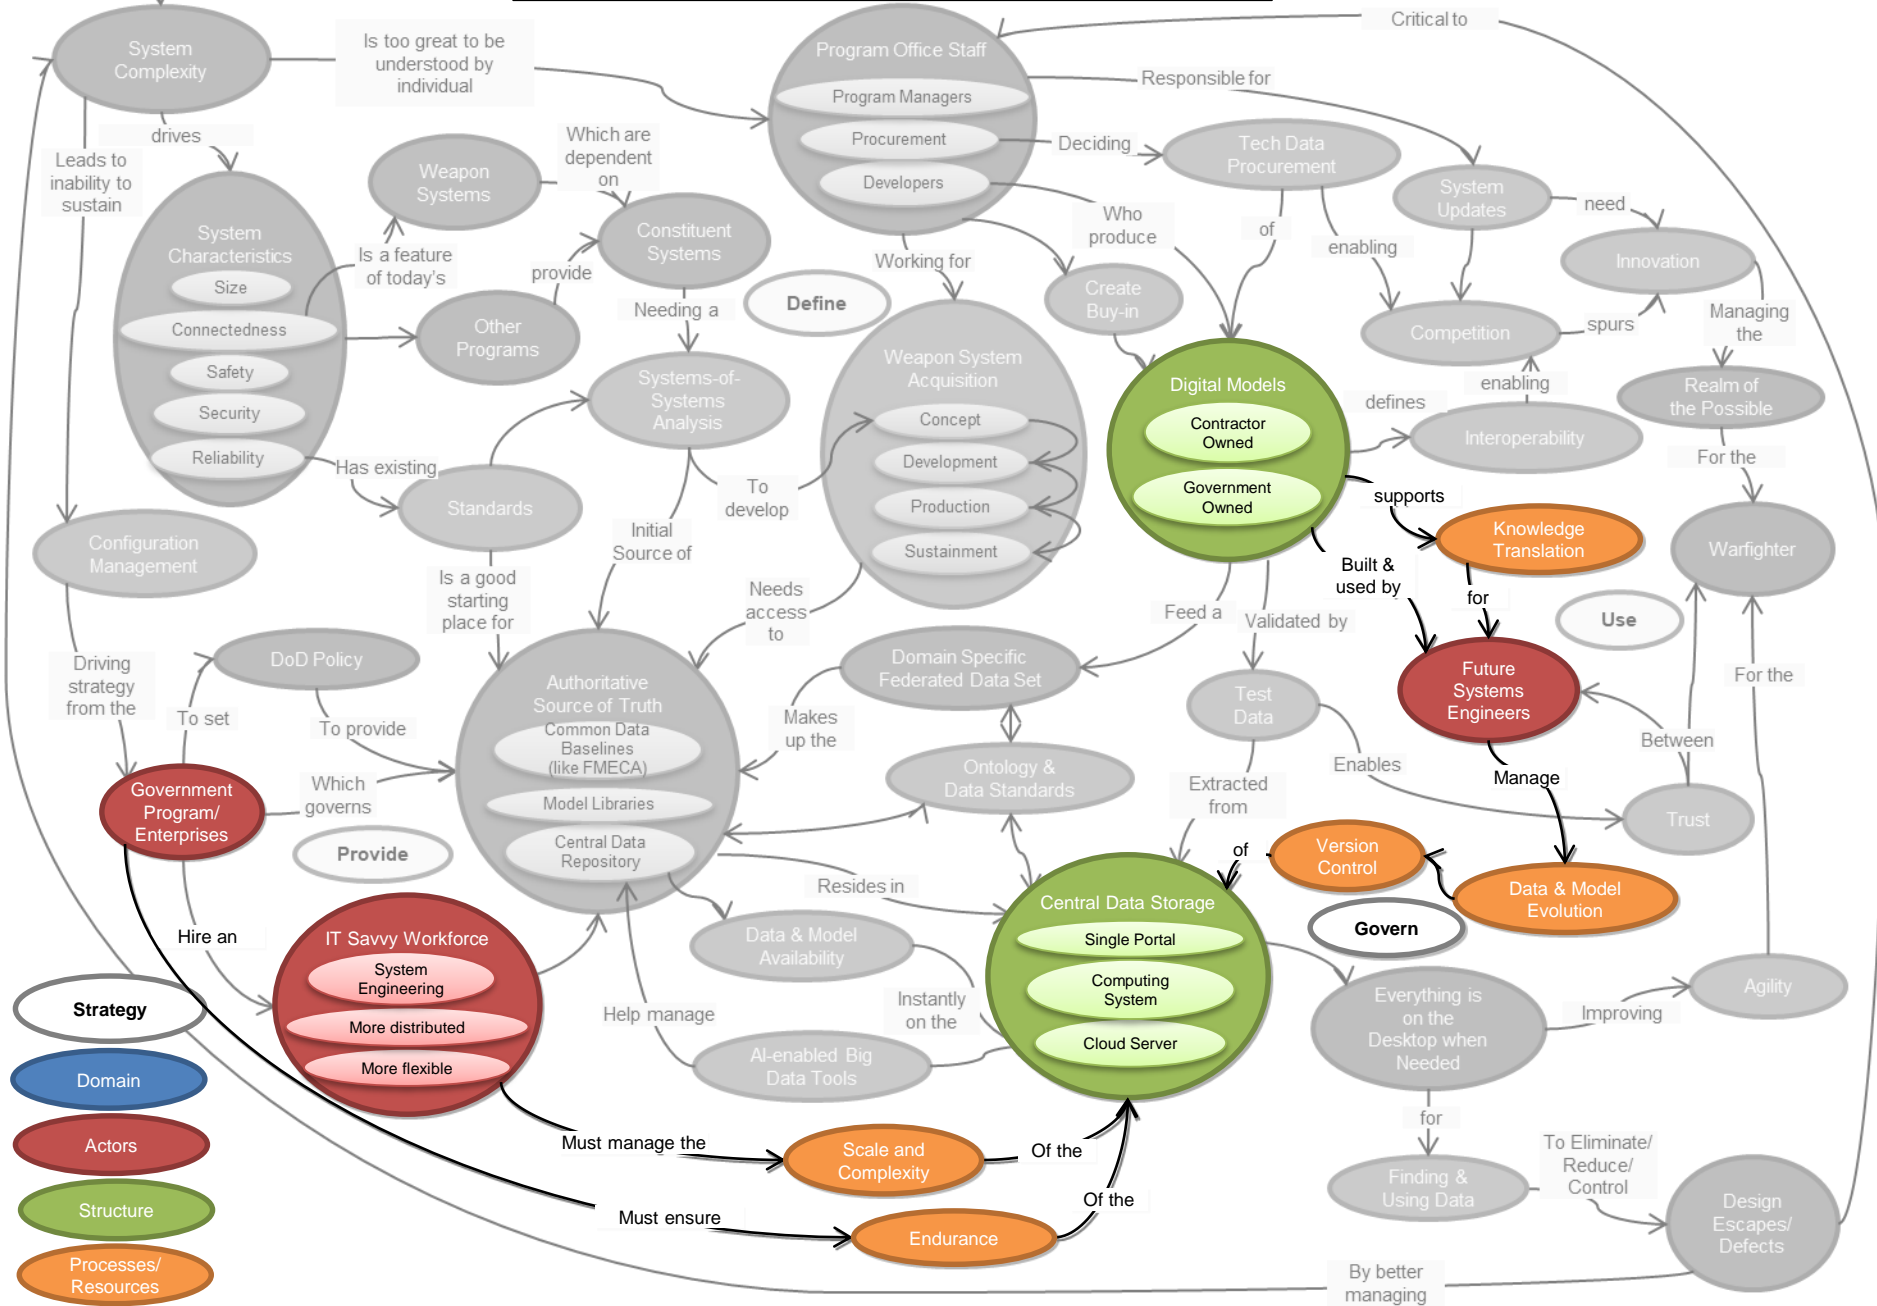 Critical to
System
Complexity
Is too great to be
understood by
individual
Program Office Staff
Program Managers
Procurement
Developers
Responsible for
drives
Which are
dependent
on
Deciding
Tech Data
Procurement
Leads to
inability to
sustain
Weapon
Systems
System
Updates
need
System
Characteristics
Size
Connectedness
Safety
Security
Reliability
Is a feature
of today's
provide
Constituent
Systems
Who
produce
of
enabling
Innovation
Working for
Needing a
Define
Create
Buy-in
Managing
the
Other
Programs
Competition
spurs
Systems-of-
Systems
Analysis
Weapon System
Acquisition
Concept
Development
Production
Sustainment
Digital Models
Contractor
Owned
Government
Owned
enabling
defines
Interoperability
Realm of
the Possible
For the
Has existing
Standards
To
develop
supports
Initial
Source of
Knowledge
Translation
Warfighter
Configuration
Management
Is a good
starting
place for
Needs
access
to
Built &
used by
for
Feed a
Validated by
Use
Driving
strategy
from the
DoD Policy
To set
To provide
Domain Specific
Federated Data Set
Future
Systems
Engineers
For the
Authoritative
Source of Truth
Common Data
Baselines
(like FMECA)
Model Libraries
Central Data
Repository
Makes
up the
Test
Data
Between
Enables
Manage
Government
Program/
Enterprises
Which
governs
Ontology &
Data Standards
Extracted
from
Trust
Provide
of
Version
Control
Resides in
Data & Model
Evolution
Central Data Storage
Single Portal
Computing
System
Cloud Server
Govern
Hire an
IT Savvy Workforce
System
Engineering
More distributed
More flexible
Data & Model
Availability
Instantly
on the
Help manage
AI-enabled Big
Data Tools
Everything is
on the
Desktop when
Needed
Improving
Agility
Strategy
Domain
Actors
Structure
Processes/
Resources
for
Must manage the
Scale and
Complexity
Of the
To Eliminate/
Reduce/
Control
Finding &
Using Data
Of the
Must ensure
Endurance
Design
Escapes/
Defects
By better
managing